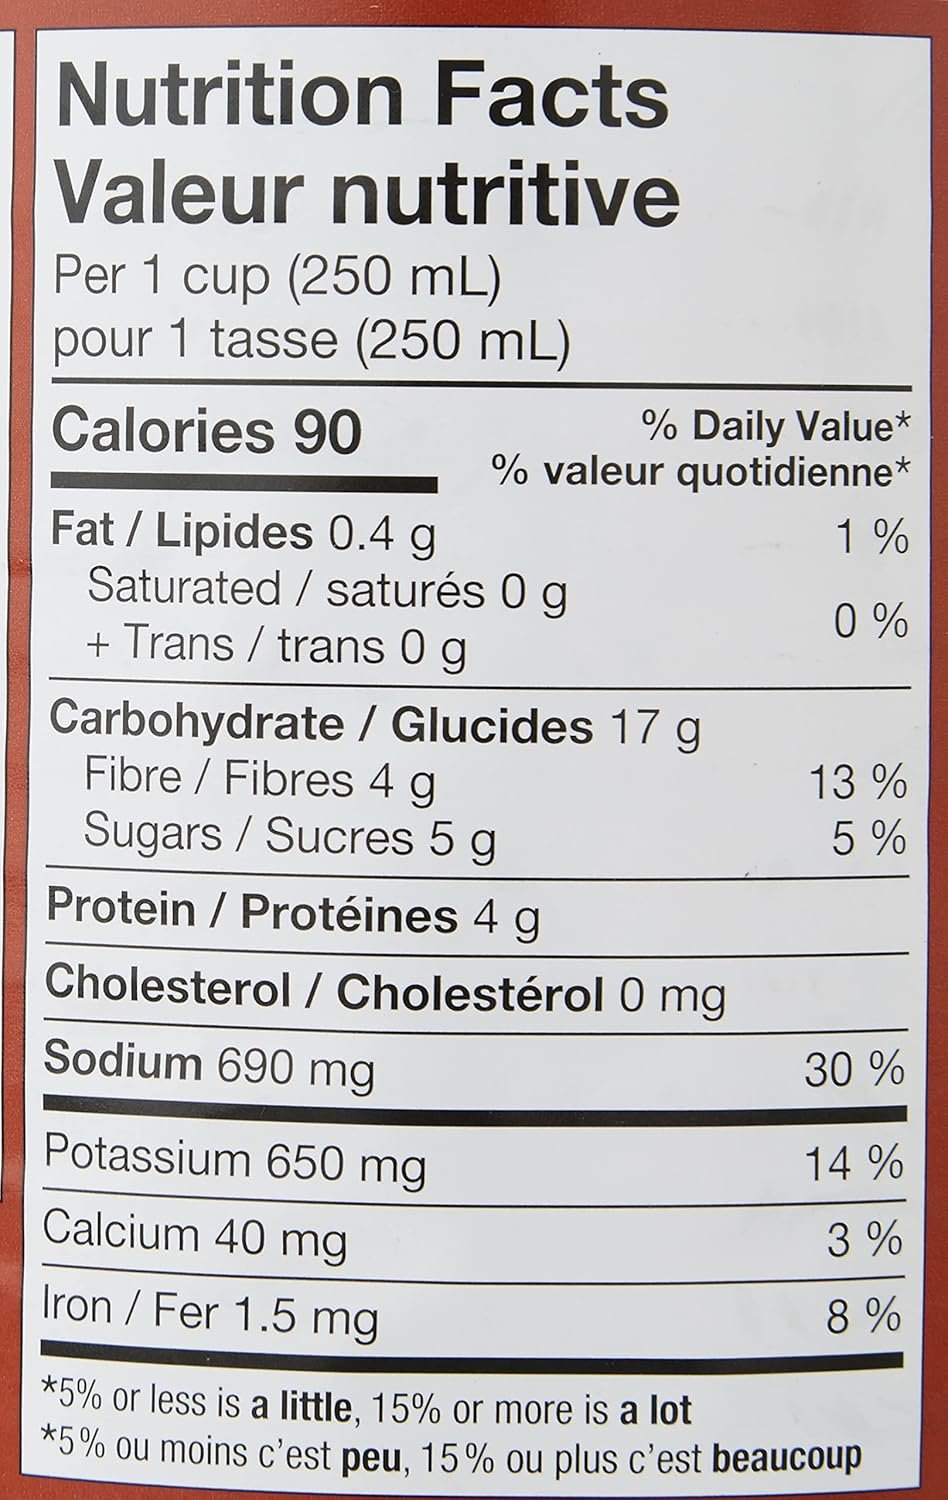 Nutrition Facts
Valeur nutritive
Per 1 cup (250 mL)
pour 1 tasse (250 mL)
Calories 90
% Daily Value*
% valeur quotidienne*
Fat / Lipides 0.4 g 1 %
Saturated / saturés 0 g
+ Trans / trans 0 g
0 %
Carbohydrate / Glucides 17 g
Fibre / Fibres 4 g 13 %
Sugars / Sucres 5 g 5 %
Protein / Protéines 4 g
Cholesterol / Cholestérol 0 mg
Sodium 690 mg 30 %
Potassium 650 mg 14 %
Calcium 40 mg 3 %
Iron / Fer 1.5 mg 8 %
*5% or less is a little, 15% or more is a lot
*5% ou moins c'est peu, 15% ou plus c'est beaucoup